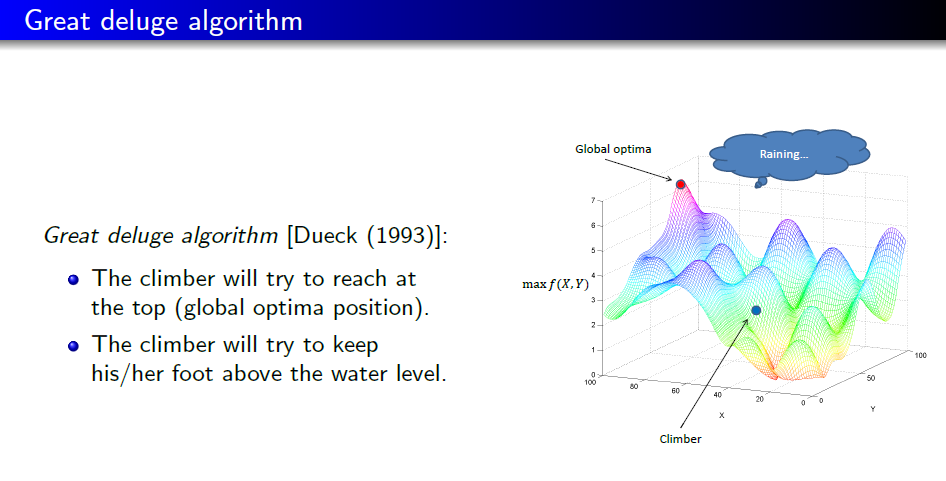 Great deluge algorithm
Great deluge algorithm [Dueck (1993)]:
The climber will try to reach at
the top (global optima position).
The climber will try to keep
his/her foot above the water level.
Global optima
Raining...
max f(X,Y)
7
6
5
4
3
2
1
0
100
80
60
40
20
0
X
0
50
100
Y
Climber